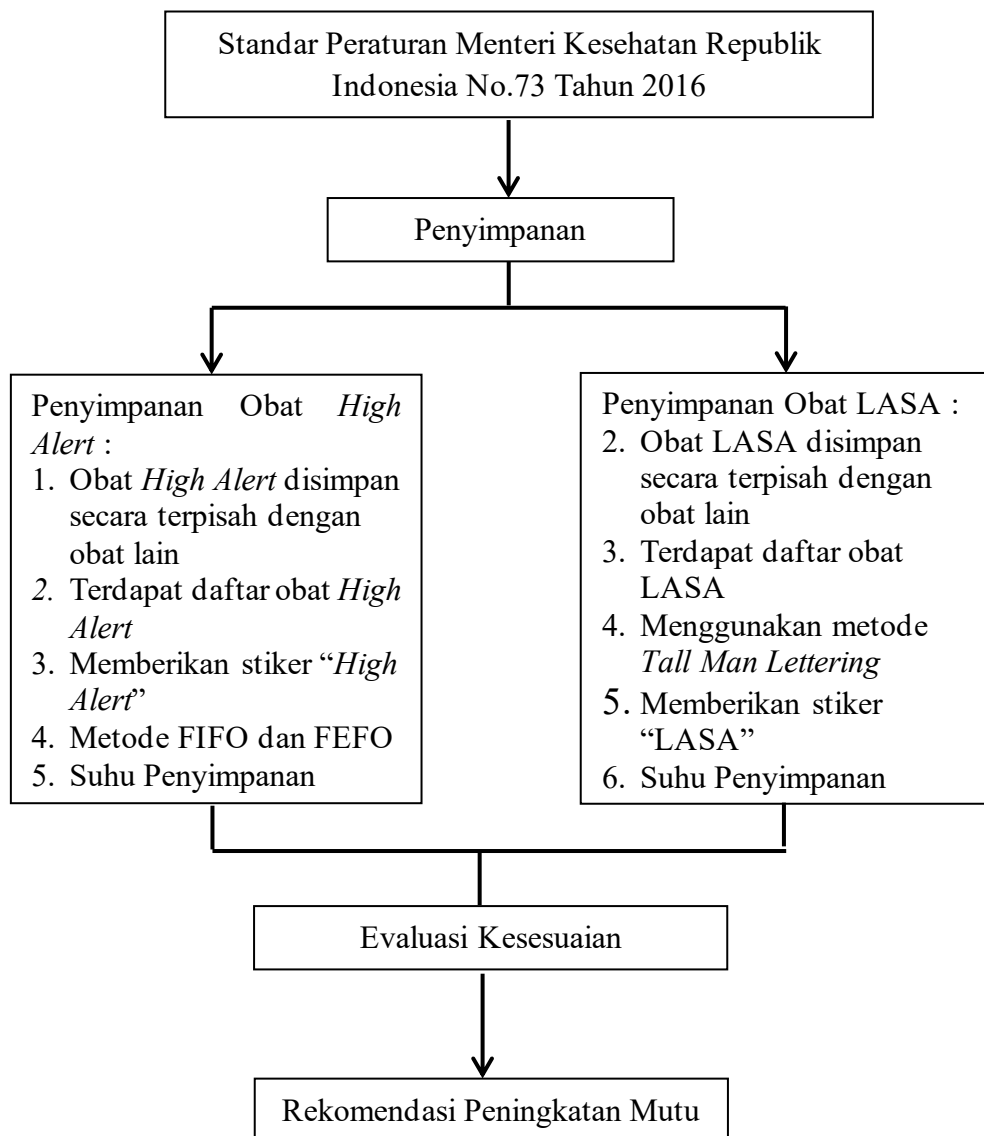 Standar Peraturan Menteri Kesehatan Republik
Indonesia No.73 Tahun 2016
Penyimpanan
Penyimpanan Obat High
Alert :
1. Obat High Alert disimpan
secara terpisah dengan
obat lain
2. Terdapat daftar obat High
Alert
3. Memberikan stiker “High
Alert”
4. Metode FIFO dan FEFO
5. Suhu Penyimpanan
Penyimpanan Obat LASA :
2. Obat LASA disimpan
secara terpisah dengan
obat lain
3. Terdapat daftar obat
LASA
4. Menggunakan metode
Tall Man Lettering
5. Memberikan stiker
“LASA”
6. Suhu Penyimpanan
Evaluasi Kesesuaian
Rekomendasi Peningkatan Mutu